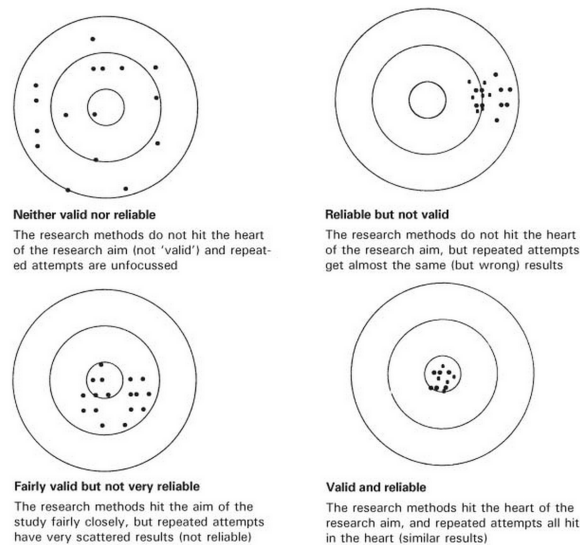 Neither valid nor reliable
The research methods do not hit the heart
of the research aim (not 'valid') and repeat-
ed attempts are unfocussed
Reliable but not valid
The research methods do not hit the heart
of the research aim, but repeated attempts
get almost the same (but wrong) results
Fairly valid but not very reliable
The research methods hit the aim of the
study fairly closely, but repeated attempts
have very scattered results (not reliable)
Valid and reliable
The research methods hit the heart of the
research aim, and repeated attempts all hit
in the heart (similar results)